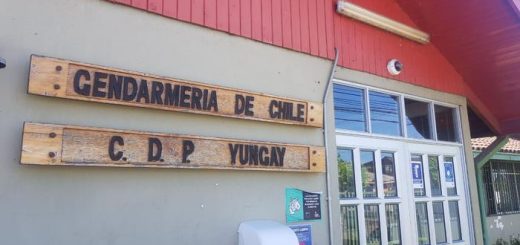 GENDARMERIA DE CHILE
C. D. P. YUNGAY